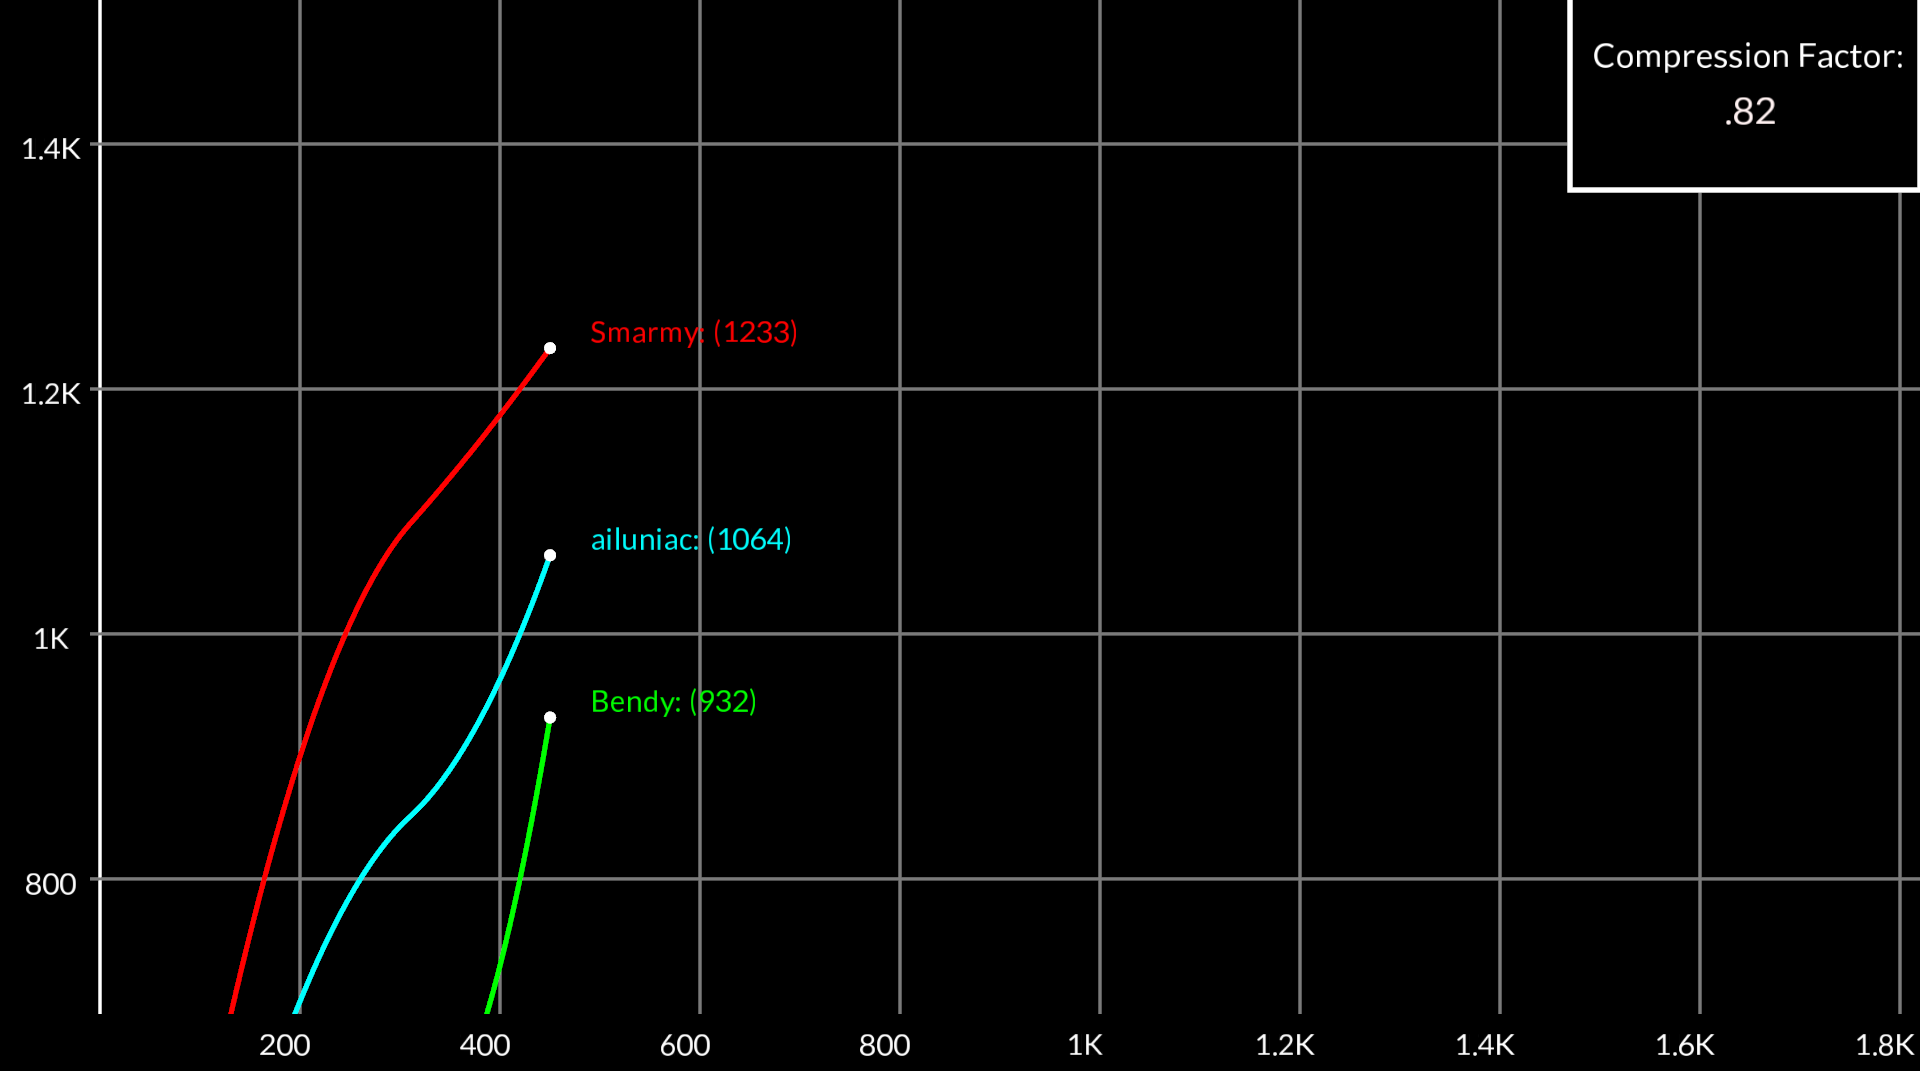 Compression Factor:
.82
1.4K
Smarmy: (1233)
1.2K
ailuniac: (1064)
1K
Bendy: (932)
800
200 400 600 800 1K 1.2K 1.4K 1.6K 1.8K